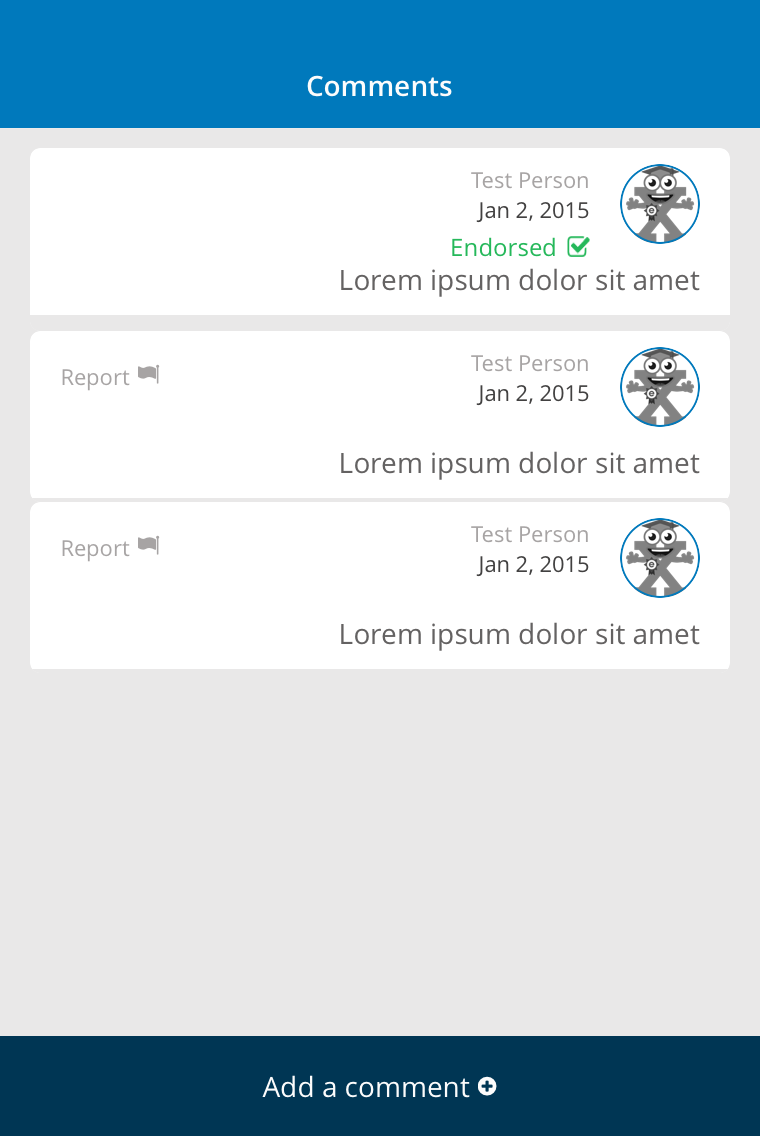 Comments
Test Person
Jan 2, 2015
Endorsed
Lorem ipsum dolor sit amet
Report
Test Person
Jan 2, 2015
Lorem ipsum dolor sit amet
Report
Test Person
Jan 2, 2015
Lorem ipsum dolor sit amet
Add a comment